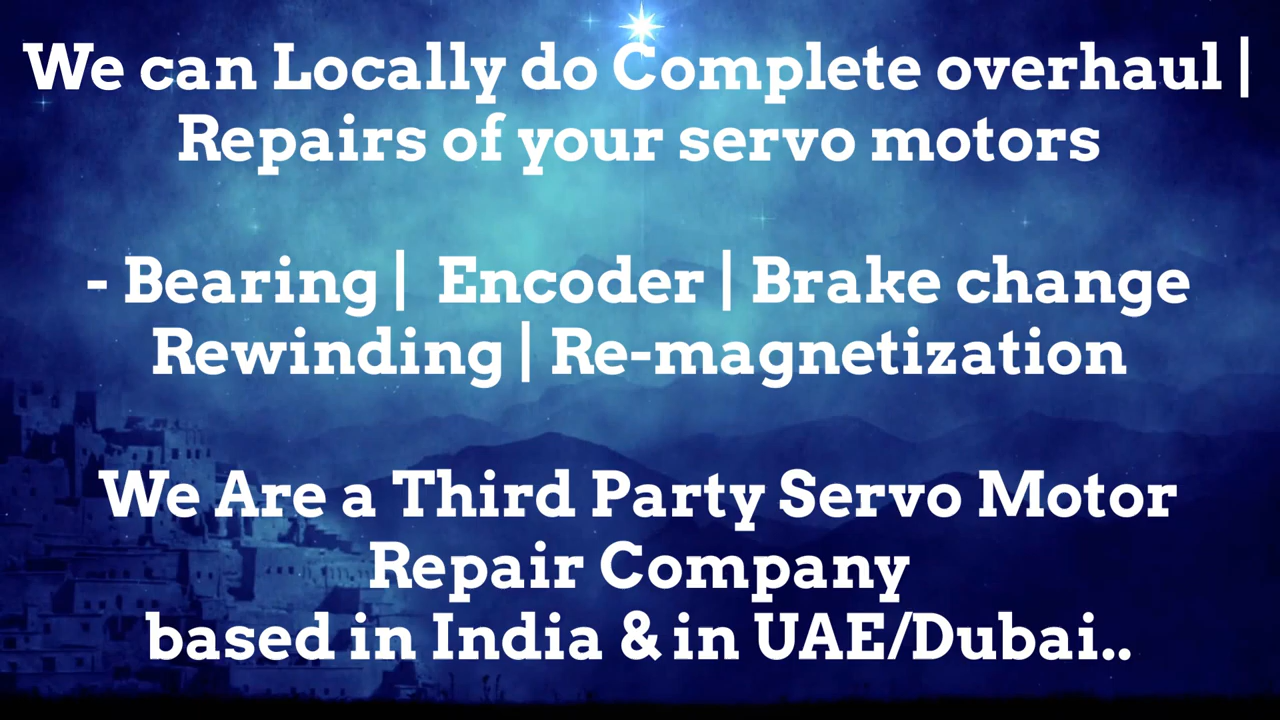 We can Locally do Complete overhaul |
Repairs of your servo motors
- Bearing | Encoder | Brake change
Rewinding | Re-magnetization
We Are a Third Party Servo Motor
Repair Company
based in India & in UAE/Dubai..